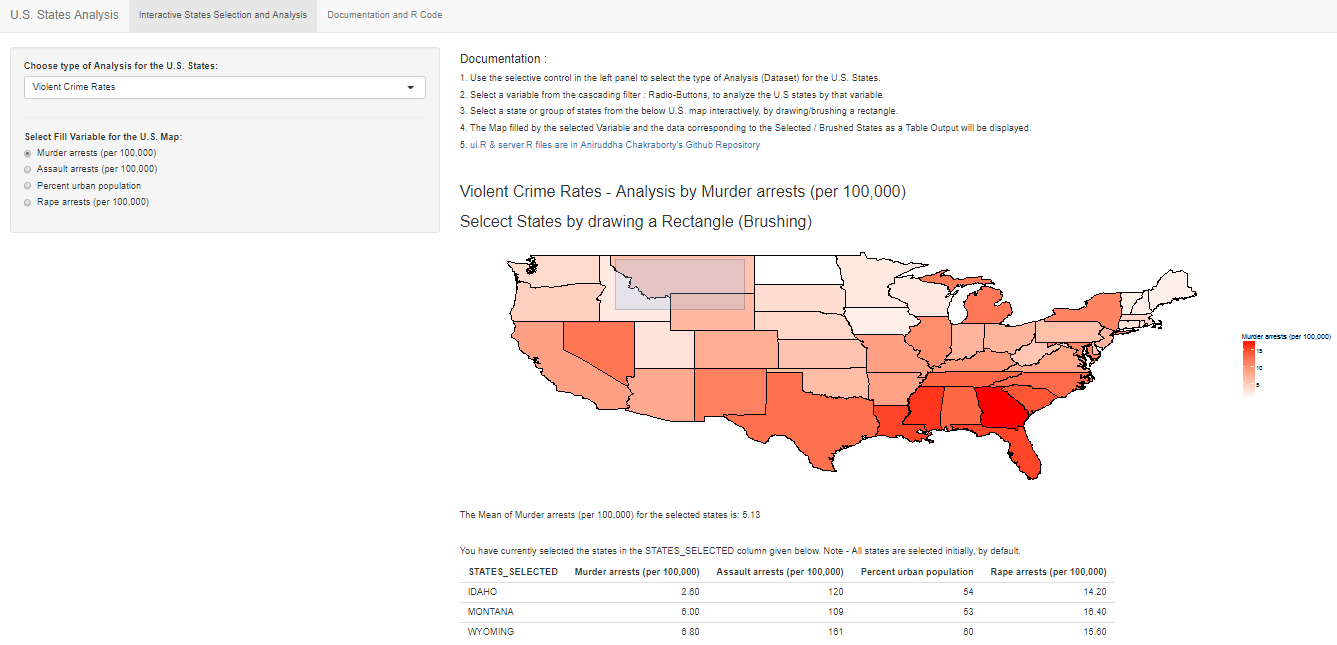 U.S. States Analysis
Interactive States Selection and Analysis
Documentation and R Code
Choose type of Analysis for the U.S. States:
Violent Crime Rates
Select Fill Variable for the U.S. Map:
Murder arrests (per 100,000)
Assault arrests (per 100,000)
Percent urban population
Rape arrests (per 100,000)
Documentation :
1. Use the selective control in the left panel to select the type of Analysis (Dataset) for the U.S. States.
2. Select a variable from the cascading filter : Radio-Buttons, to analyze the U.S states by that variable.
3. Select a state or group of states from the below U.S. map interactively, by drawing/brushing a rectangle.
4. The Map filled by the selected Variable and the data corresponding to the Selected / Brushed States as a Table Output will be displayed.
5. ui.R & server.R files are in Aniruddha Chakraborty's Github Repository
Violent Crime Rates - Analysis by Murder arrests (per 100,000)
Selcect States by drawing a Rectangle (Brushing)
Murder arrests (per 100,000)
15
10
5
The Mean of Murder arrests (per 100,000) for the selected states is: 5.13
You have currently selected the states in the STATES_SELECTED column given below. Note - All states are selected initially, by default.
STATES_SELECTED Murder arrests (per 100,000) Assault arrests (per 100,000) Percent urban population Rape arrests (per 100,000)
IDAHO 2.60 120 54 14.20
MONTANA 6.00 109 53 16.40
WYOMING 6.80 161 60 15.60